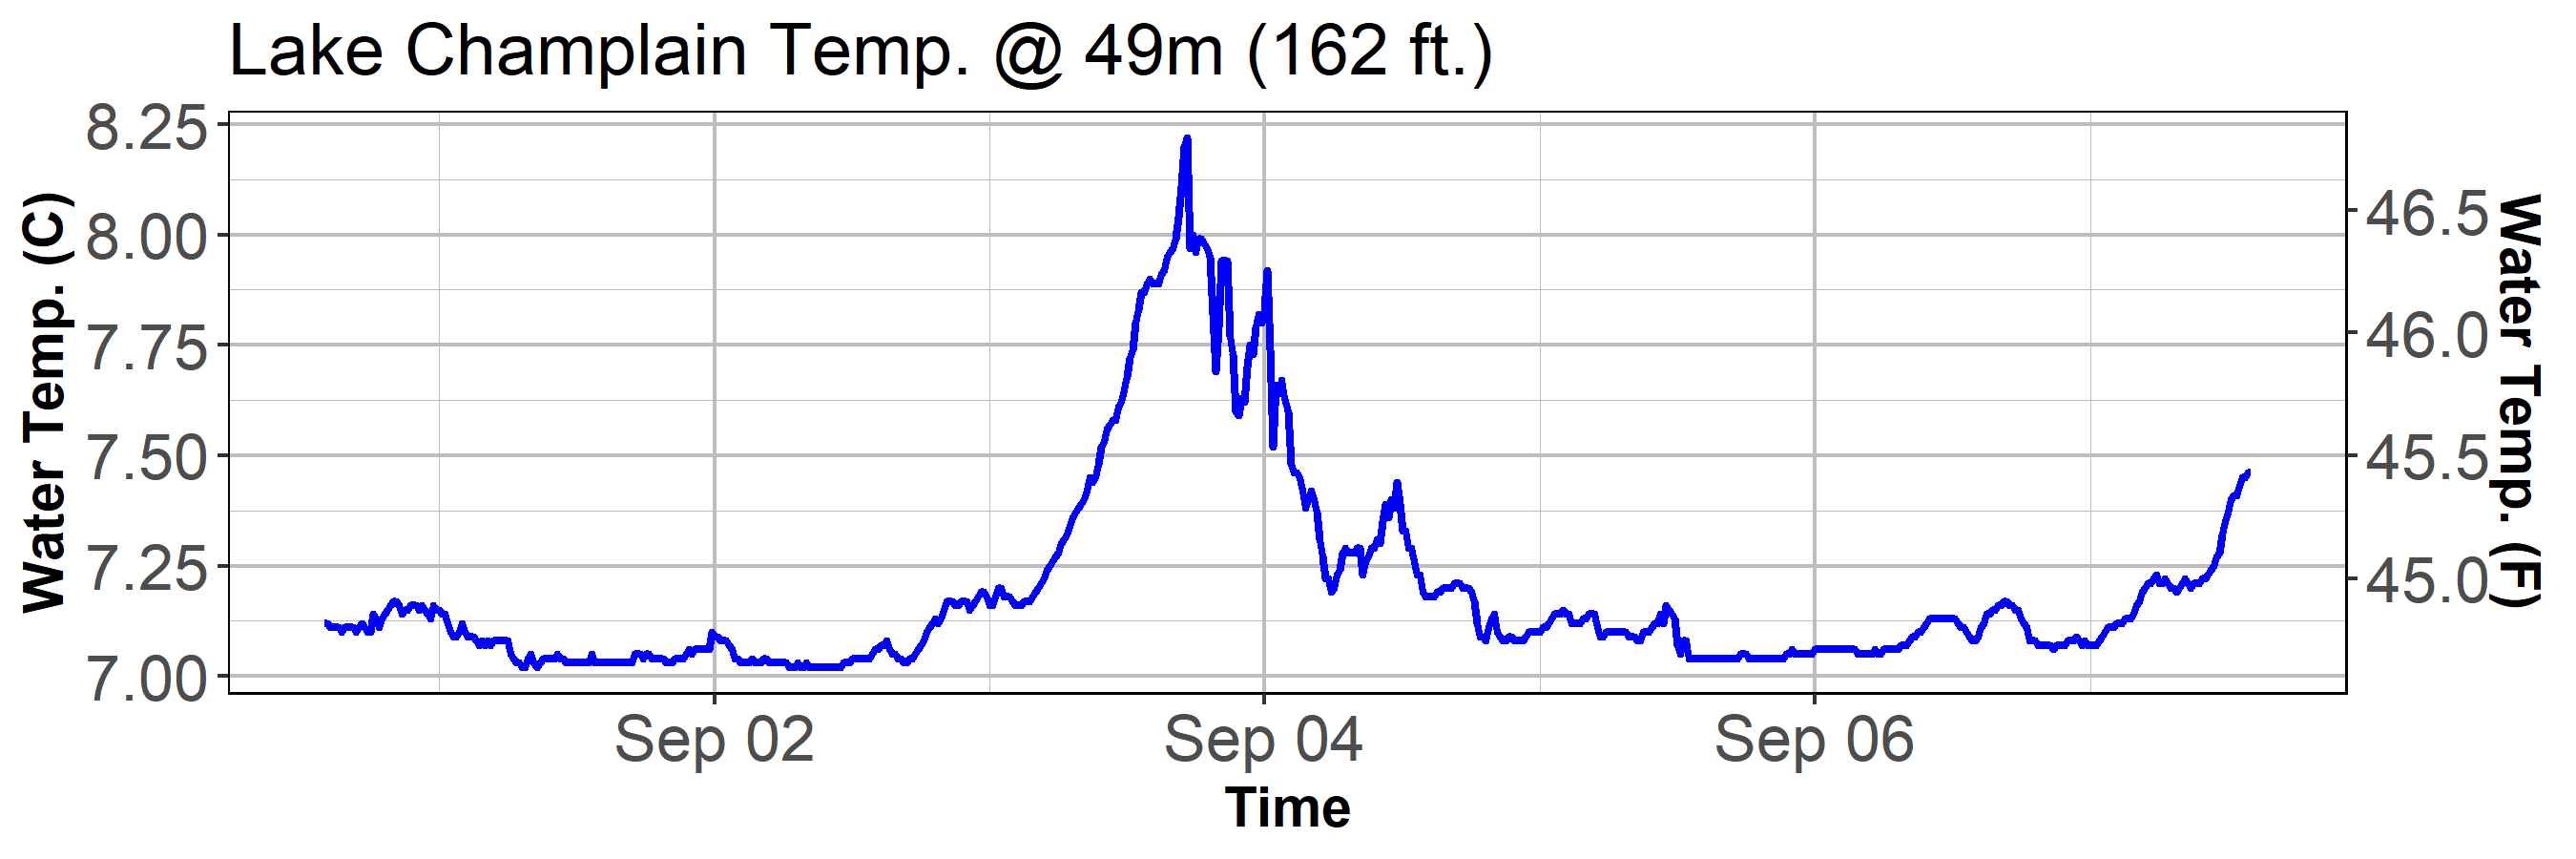 Lake Champlain Temp. @ 49m (162 ft.)
Water Temp. (C)
8.25
8.00
7.75
7.50
7.25
7.00
46.5
46.0
45.5
45.0
Water Temp. (F)
Sep 02
Sep 04
Sep 06
Time